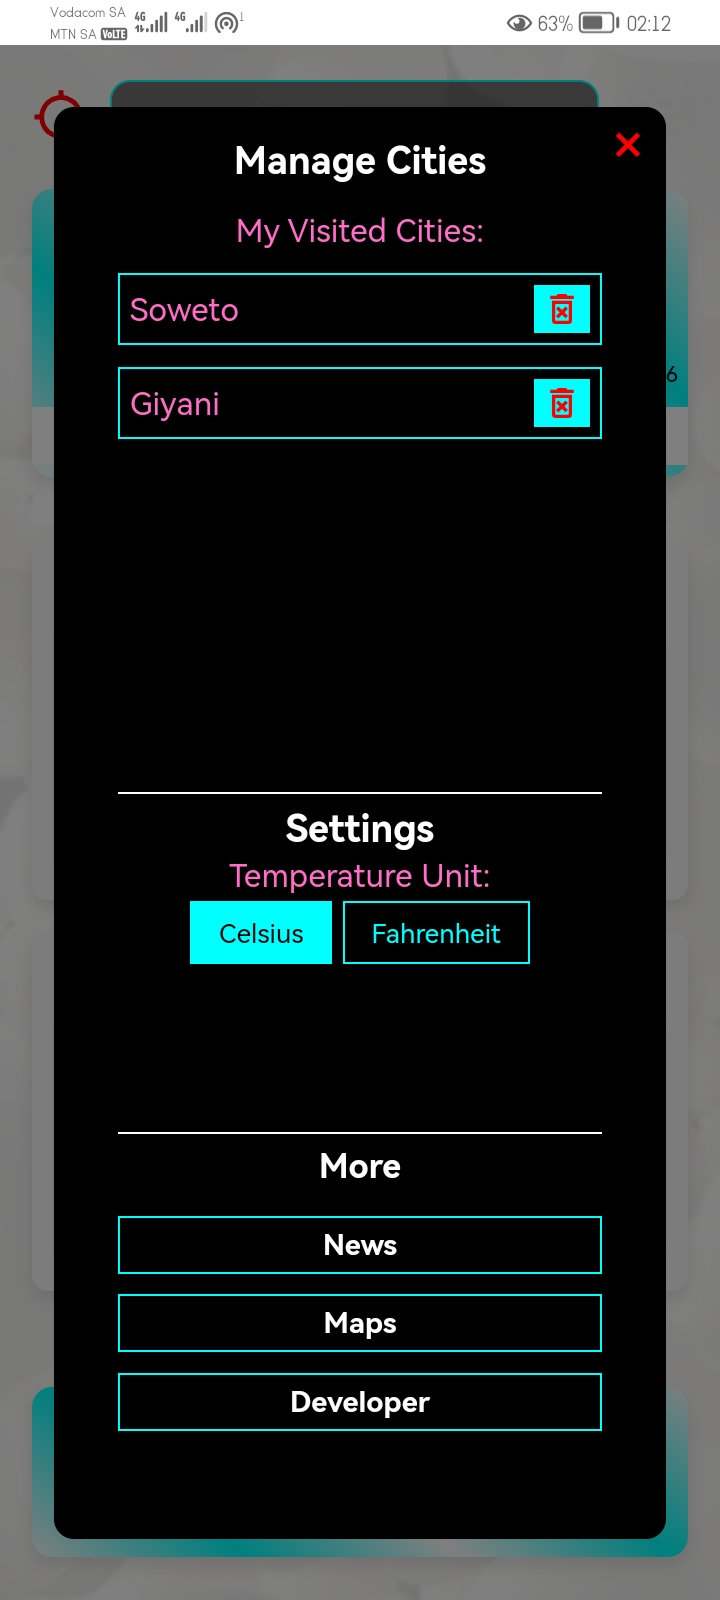 Vodacom SA
MTN SA VoLTE
4G 4G 1
63% 02:12
Manage Cities
My Visited Cities:
Soweto
6
Giyani
Settings
Temperature Unit:
Celsius Fahrenheit
More
News
Maps
Developer